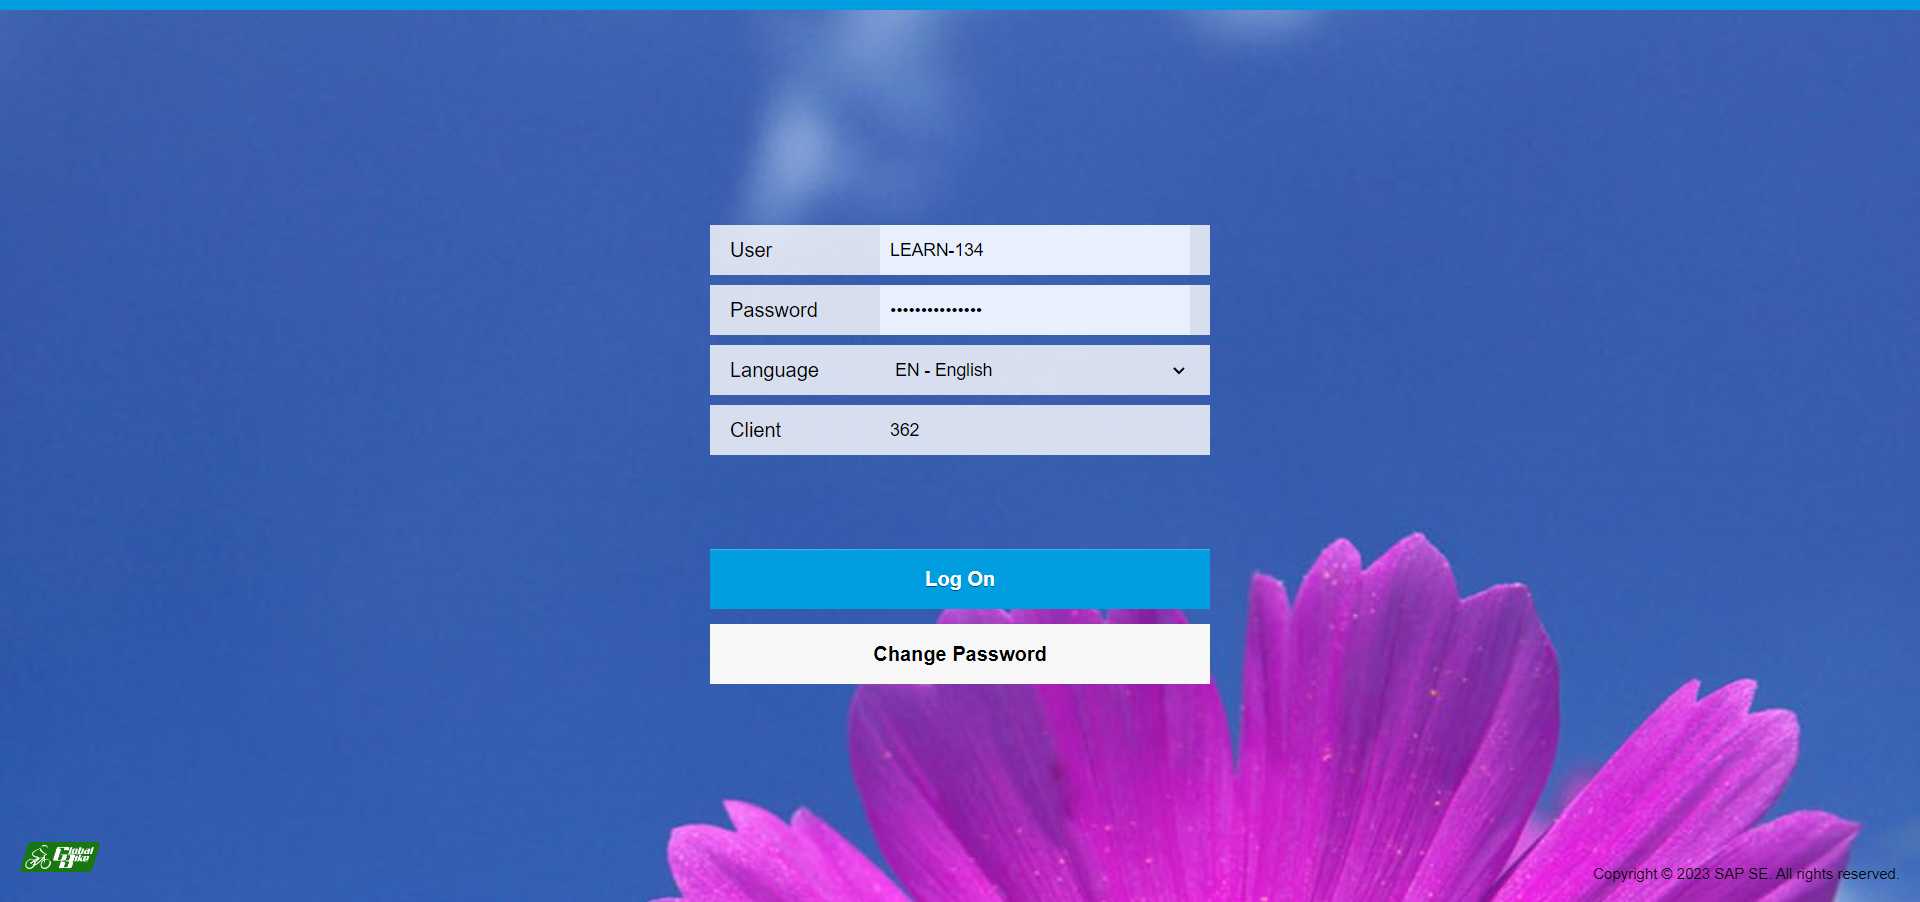 User LEARN-134
Password •••••••••••••••
Language EN - English
Client 362
Log On
Change Password
Global
Bike
Copyright © 2023 SAP SE. All rights reserved.